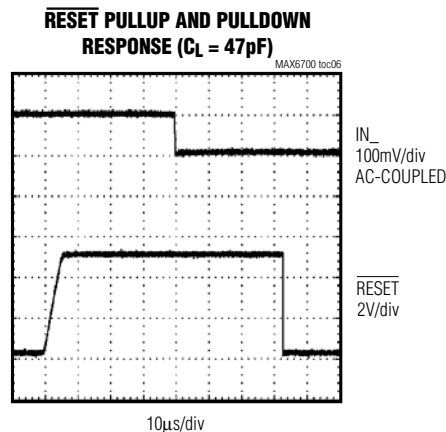 RESET PULLUP AND PULLDOWN
RESPONSE (CL = 47pF)
MAX6700 toc06
IN_
100mV/div
AC-COUPLED
RESET
2V/div
10μs/div